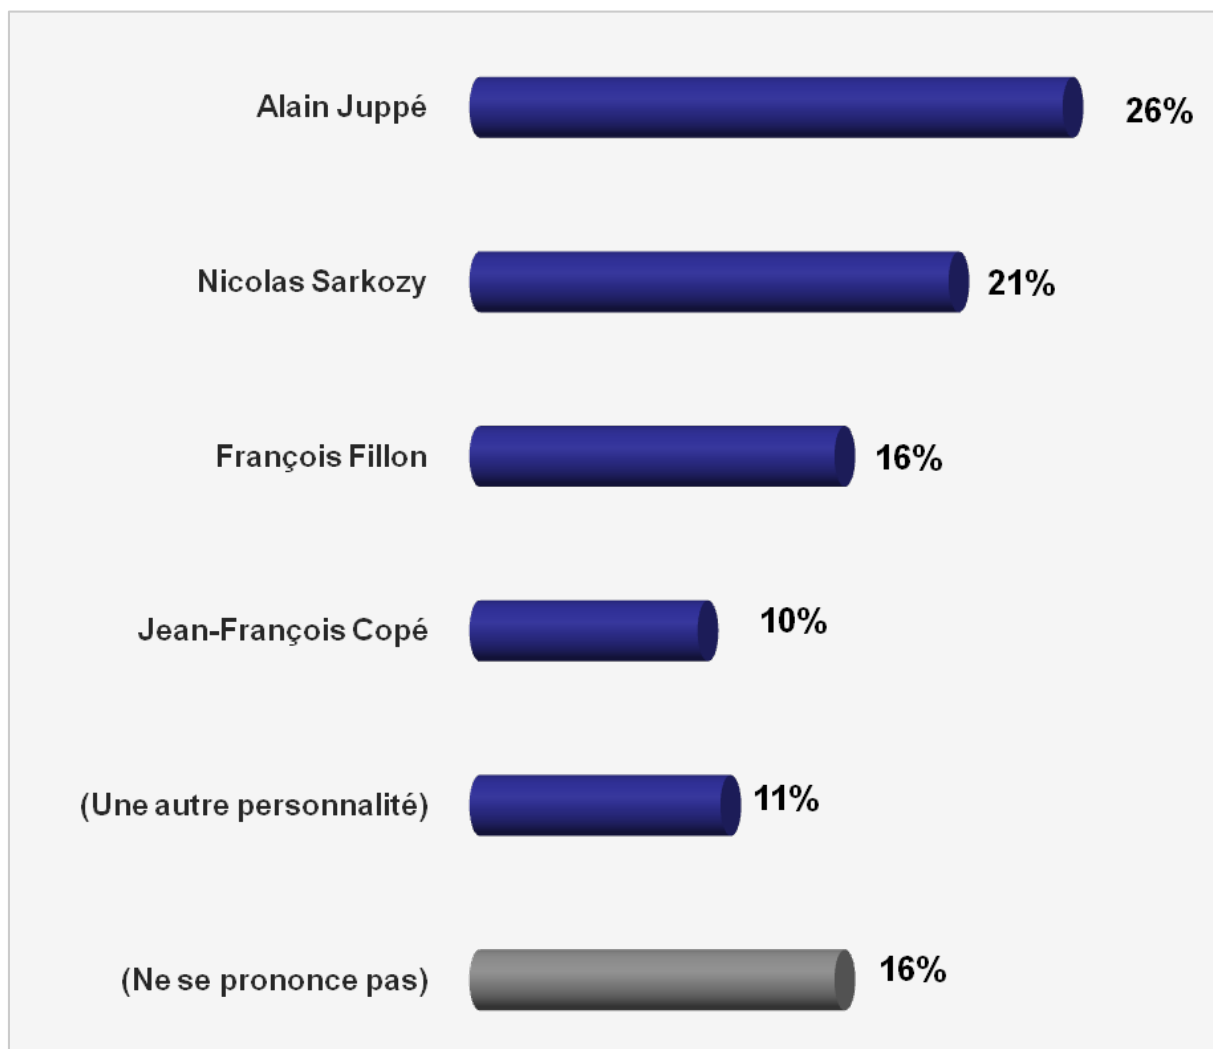 Alain Juppé 26%
Nicolas Sarkozy 21%
François Fillon 16%
Jean-François Copé 10%
(Une autre personnalité) 11%
(Ne se prononce pas) 16%